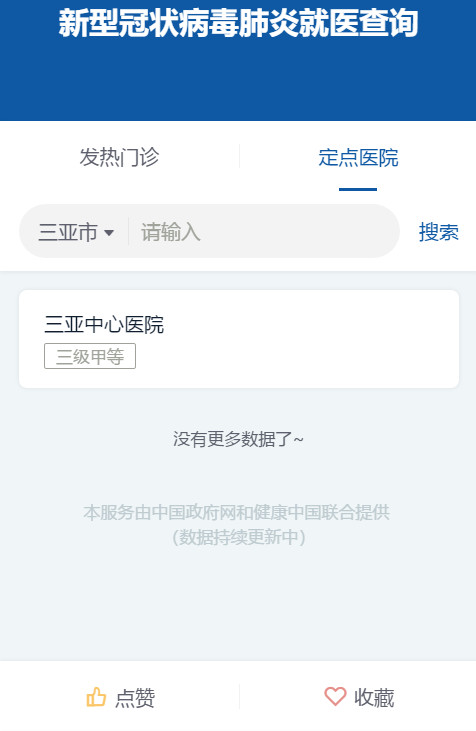 新型冠状病毒肺炎就医查询
发热门诊
定点医院
三亚市
请输入
搜索
三亚中心医院
三级甲等
没有更多数据了~
本服务由中国政府网和健康中国联合提供
（数据持续更新中）
点赞
收藏